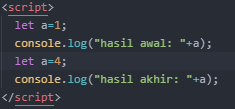 <script>
let a=1;
console.log("hasil awal: "+a);
let a=4;
console.log("hasil akhir: "+a);
</script>